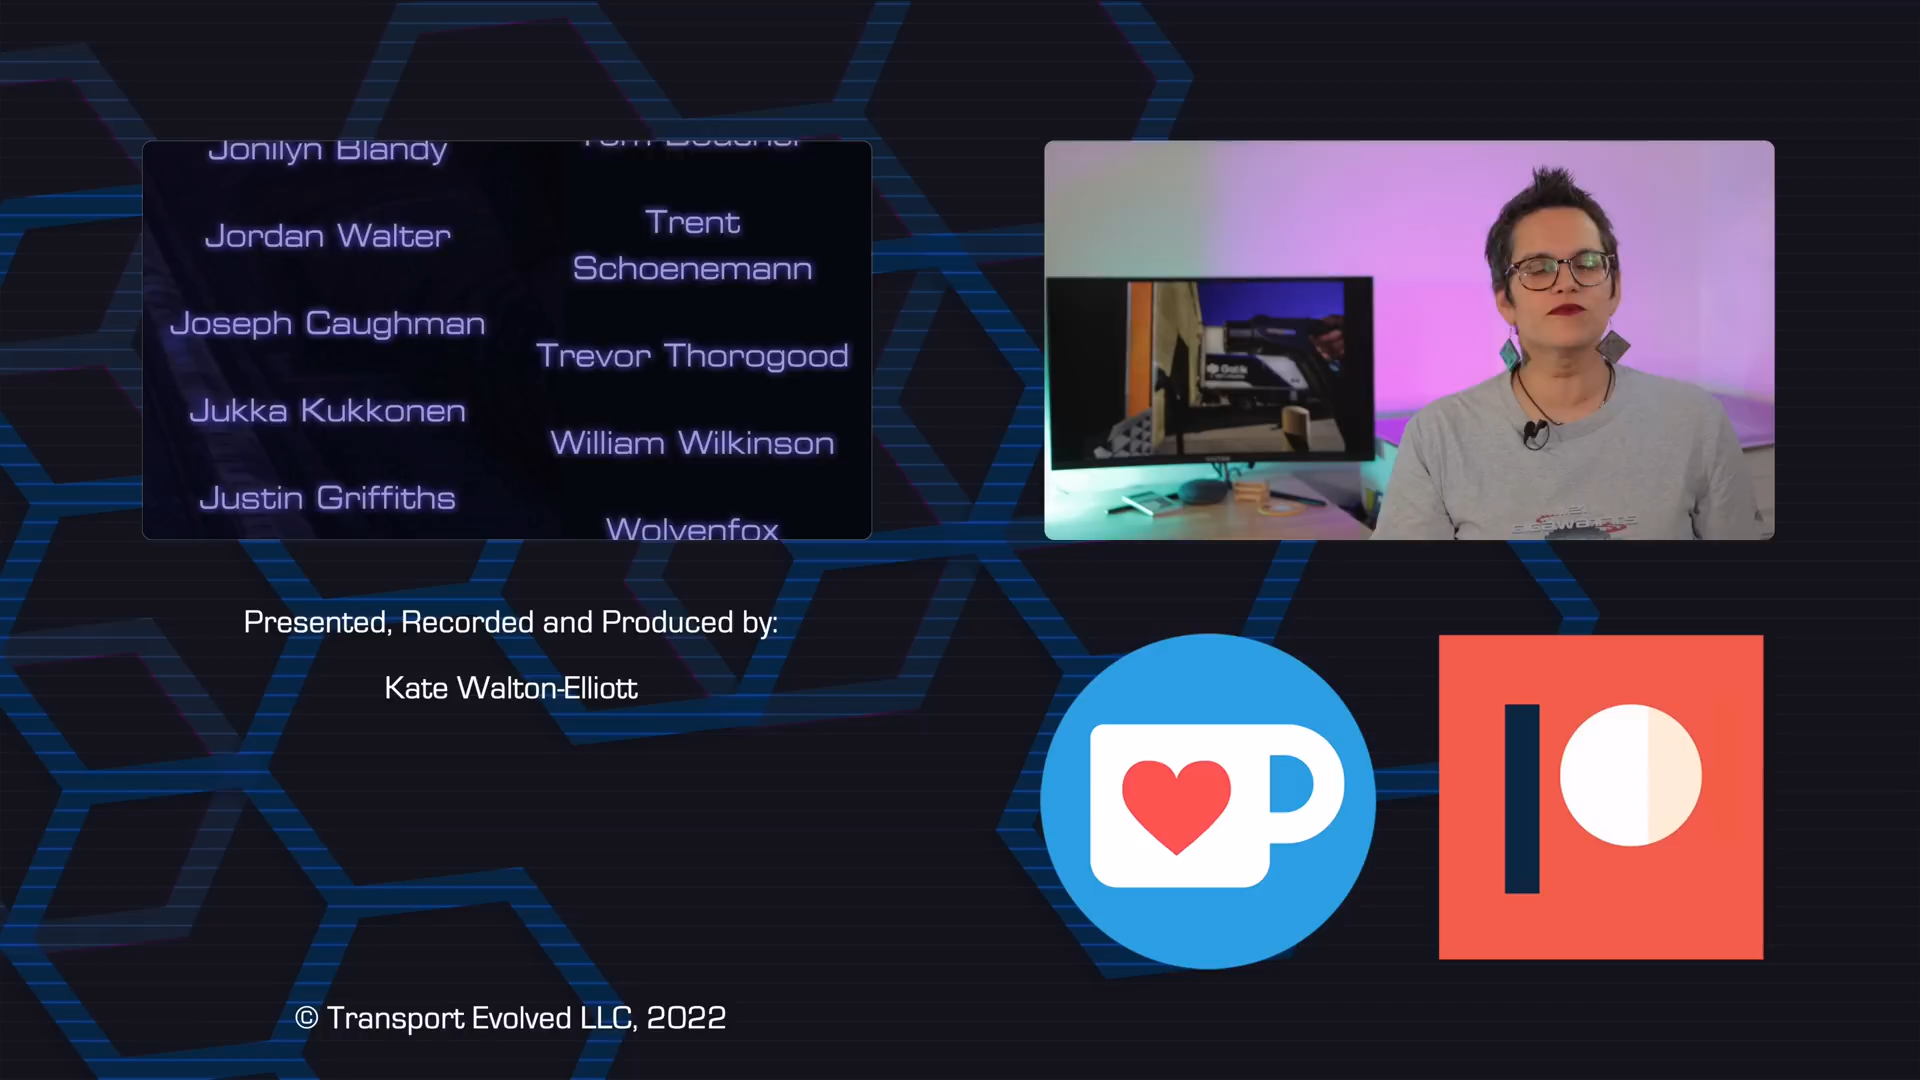 Jonilyn Blandy
Jordan Walter
Joseph Caughman
Jukka Kukkonen
Justin Griffiths
Trent
Schoenemann
Trevor Thorogood
William Wilkinson
Wolvenfox
Gatik
Presented, Recorded and Produced by:
Kate Walton-Elliott
© Transport Evolved LLC, 2022